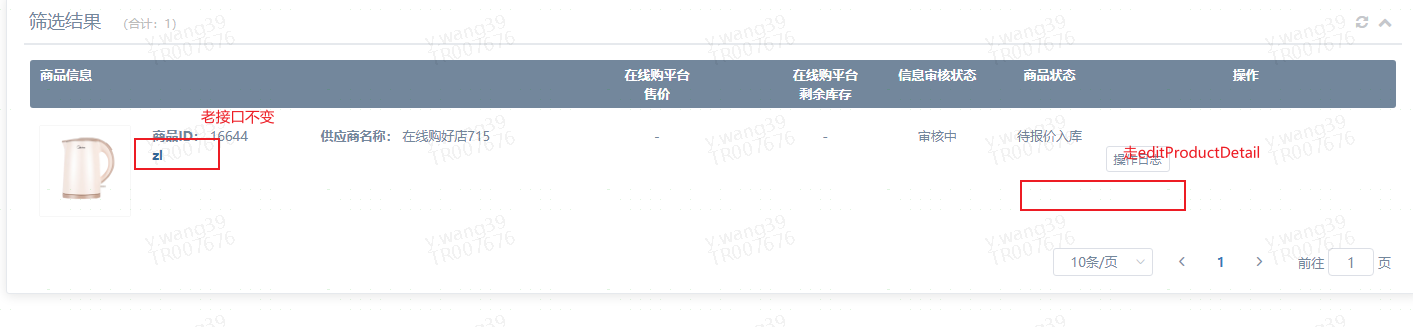 筛选结果 （合计：1）
商品信息 在线购平台售价 在线购平台剩余库存 信息审核状态 商品状态 操作
老接口不变
商品ID： 16644 供应商名称： 在线购好店715 - - 审核中 待报价入库
zl
走editProductDetail
操作日志
10条/页 1 前往 1 页
y.wang39
TR007676